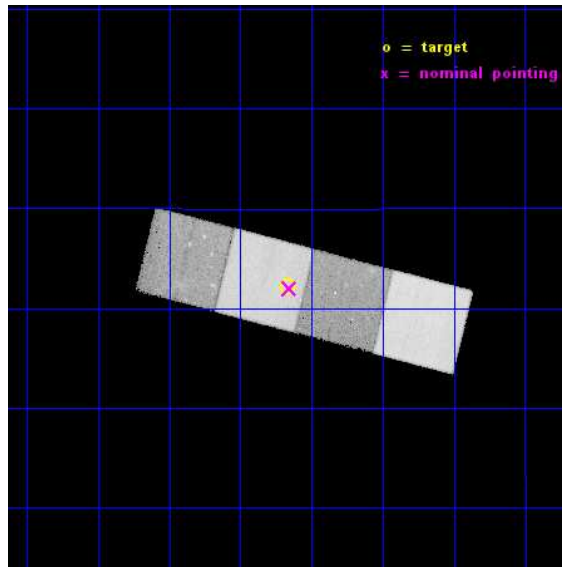 o = target
x = nominal pointing